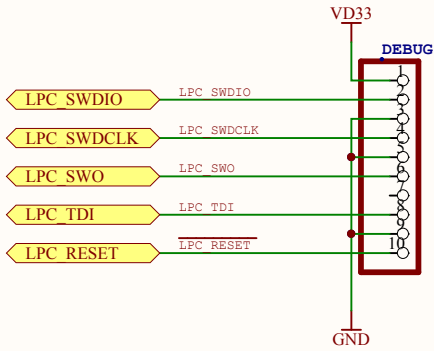 VD33
DEBUG
1
LPC_SWDIO LPC_SWDIO 2
3
LPC_SWDCLK LPC_SWDCLK 4
5
LPC_SWO LPC_SWO 6
7
LPC_TDI LPC_TDI 8
9
LPC_RESET LPC_RESET 10
GND